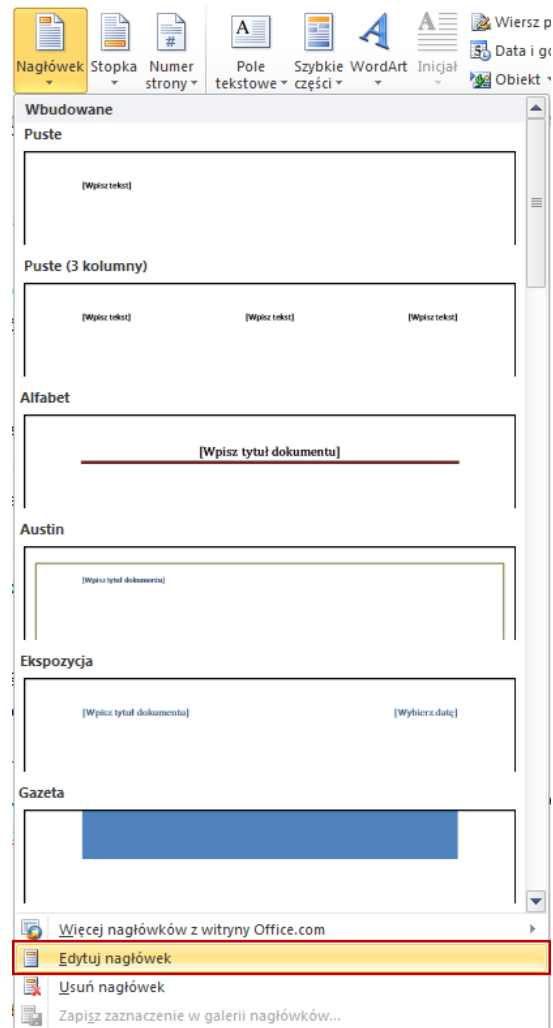 A
A
A
A
#
Wiersz p
Nagłówek Stopka Numer strony
Pole tekstowe Szybkie części WordArt Inicjał
5 Data i go
Obiekt
Wbudowane
Puste
[Wpisz tekst]
Puste (3 kolumny)
[Wpisz tekst] [Wpisz tekst] [Wpisz tekst]
Alfabet
[Wpisz tytuł dokumentu]
Austin
[Wpisz tytuł dokumentu]
Ekspozycja
[Wpisz tytuł dokumentu] [Wybierz datę]
Gazeta
Więcej nagłówków z witryny Office.com
Edytuj nagłówek
Usuń nagłówek
Zapisz zaznaczenie w galerii nagłówków...